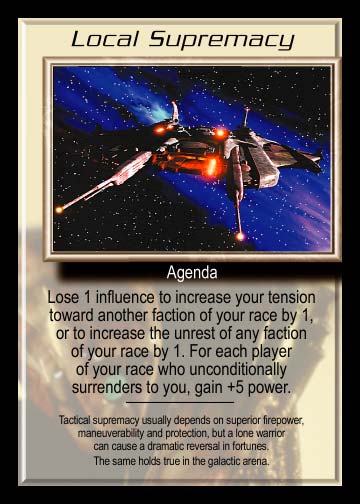 Local Supremacy
Agenda
Lose 1 influence to increase your tension
toward another faction of your race by 1,
or to increase the unrest of any faction
of your race by 1. For each player
of your race who unconditionally
surrenders to you, gain +5 power.
Tactical supremacy usually depends on superior firepower,
maneuverability and protection, but a lone warrior
can cause a dramatic reversal in fortunes.
The same holds true in the galactic arena.